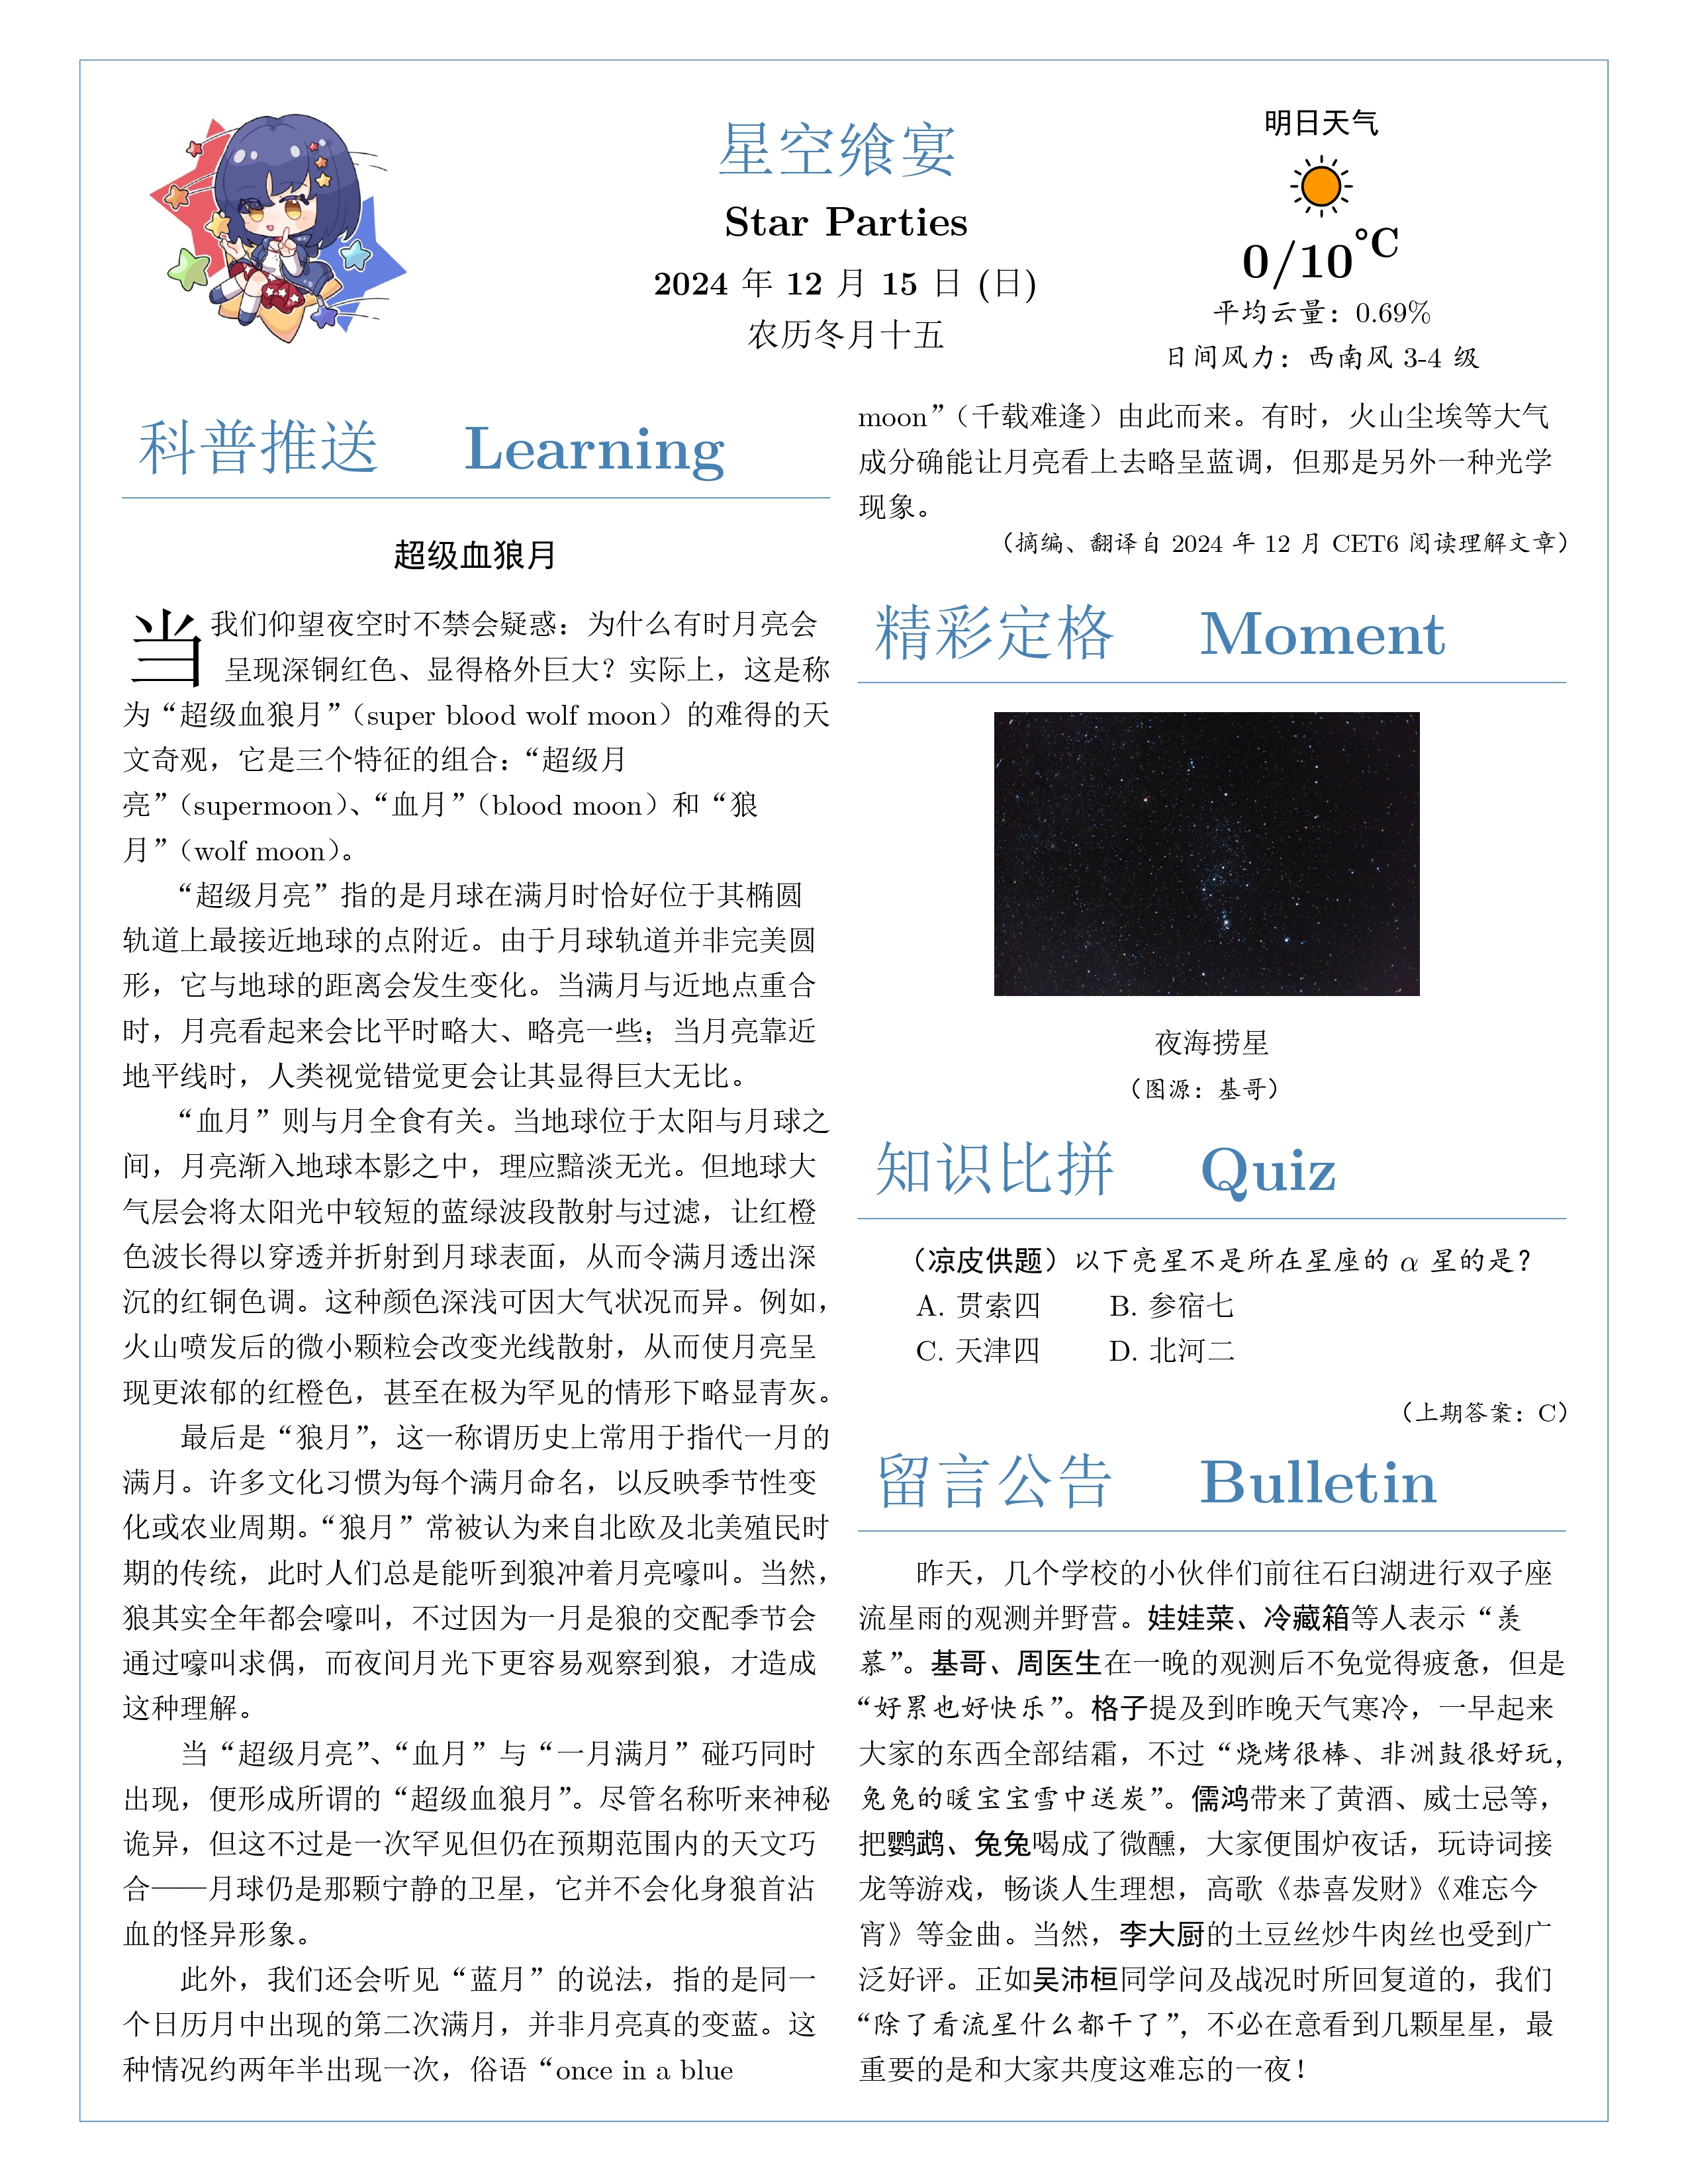 星空飨宴
Star Parties
2024 年 12 月 15 日 (日)
农历冬月十五
明日天气
0/10°C
平均云量：0.69%
日间风力：西南风 3-4 级
科普推送 Learning
超级血狼月
当我们仰望夜空时不禁会疑惑：为什么有时月亮会
呈现深铜红色、显得格外巨大？实际上，这是称
为“超级血狼月”（super blood wolf moon）的难得的天
文奇观，它是三个特征的组合：“超级月
亮”（supermoon）、“血月”（blood moon）和“狼
月”（wolf moon）。
“超级月亮”指的是月球在满月时恰好位于其椭圆
轨道上最接近地球的点附近。由于月球轨道并非完美圆
形，它与地球的距离会发生变化。当满月与近地点重合
时，月亮看起来会比平时略大、略亮一些；当月亮靠近
地平线时，人类视觉错觉更会让其显得巨大无比。
“血月”则与月全食有关。当地球位于太阳与月球之
间，月亮渐入地球本影之中，理应黯淡无光。但地球大
气层会将太阳光中较短的蓝绿波段散射与过滤，让红橙
色波长得以穿透并折射到月球表面，从而令满月透出深
沉的红铜色调。这种颜色深浅可因大气状况而异。例如，
火山喷发后的微小颗粒会改变光线散射，从而使月亮呈
现更浓郁的红橙色，甚至在极为罕见的情形下略显青灰。
最后是“狼月”，这一称谓历史上常用于指代一月的
满月。许多文化习惯为每个满月命名，以反映季节性变
化或农业周期。“狼月”常被认为来自北欧及北美殖民时
期的传统，此时人们总是能听到狼冲着月亮嚎叫。当然，
狼其实全年都会嚎叫，不过因为一月是狼的交配季节会
通过嚎叫求偶，而夜间月光下更容易观察到狼，才造成
这种理解。
当“超级月亮”、“血月”与“一月满月”碰巧同时
出现，便形成所谓的“超级血狼月”。尽管名称听来神秘
诡异，但这不过是一次罕见但仍在预期范围内的天文巧
合——月球仍是那颗宁静的卫星，它并不会化身狼首沾
血的怪异形象。
此外，我们还会听见“蓝月”的说法，指的是同一
个日历月中出现的第二次满月，并非月亮真的变蓝。这
种情况约两年半出现一次，俗语“once in a blue
moon”（千载难逢）由此而来。有时，火山尘埃等大气
成分确能让月亮看上去略呈蓝调，但那是另外一种光学
现象。
（摘编、翻译自 2024 年 12 月 CET6 阅读理解文章）
精彩定格 Moment
夜海捞星
（图源：基哥）
知识比拼 Quiz
（凉皮供题）以下亮星不是所在星座的 α 星的是？
A. 贯索四 B. 参宿七
C. 天津四 D. 北河二
（上期答案：C）
留言公告 Bulletin
昨天，几个学校的小伙伴们前往石臼湖进行双子座
流星雨的观测并野营。娃娃菜、冷藏箱等人表示“羡
慕”。基哥、周医生在一晚的观测后不免觉得疲惫，但是
“好累也好快乐”。格子提及到昨晚天气寒冷，一早起来
大家的东西全部结霜，不过“烧烤很棒、非洲鼓很好玩，
兔兔的暖宝宝雪中送炭”。儒鸿带来了黄酒、威士忌等，
把鹦鹉、兔兔喝成了微醺，大家便围炉夜话，玩诗词接
龙等游戏，畅谈人生理想，高歌《恭喜发财》《难忘今
宵》等金曲。当然，李大厨的土豆丝炒牛肉丝也受到广
泛好评。正如吴沛桓同学问及战况时所回复道的，我们
“除了看流星什么都干了”，不必在意看到几颗星星，最
重要的是和大家共度这难忘的一夜！